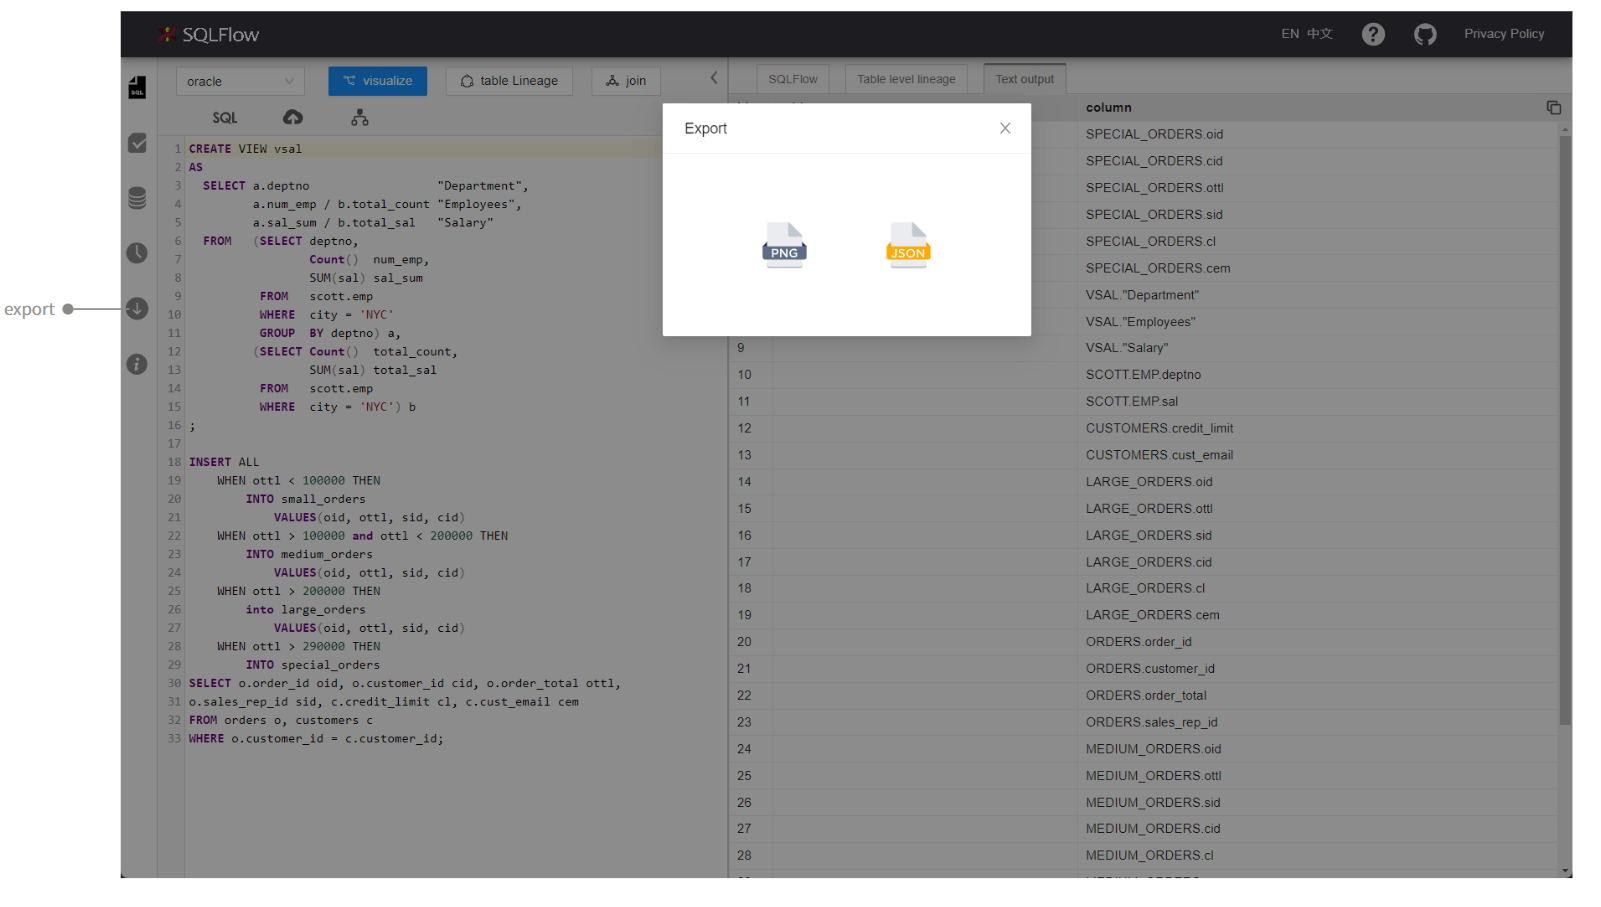 SQLFlow
EN 中文
?
Privacy Policy
SQL
oracle
visualize
table Lineage
join
SQLFlow
Table level lineage
Text output
SQL
export
1 CREATE VIEW vsal
2 AS
3 SELECT a.deptno "Department",
4 a.num_emp / b.total_count "Employees",
5 a.sal_sum / b.total_sal "Salary"
6 FROM (SELECT deptno,
7 Count() num_emp,
8 SUM(sal) sal_sum
9 FROM scott.emp
10 WHERE city = 'NYC'
11 GROUP BY deptno) a,
12 (SELECT Count() total_count,
13 SUM(sal) total_sal
14 FROM scott.emp
15 WHERE city = 'NYC') b
16 ;
17
18 INSERT ALL
19 WHEN ottl < 100000 THEN
20 INTO small_orders
21 VALUES(oid, ottl, sid, cid)
22 WHEN ottl > 100000 and ottl < 200000 THEN
23 INTO medium_orders
24 VALUES(oid, ottl, sid, cid)
25 WHEN ottl > 200000 THEN
26 into large_orders
27 VALUES(oid, ottl, sid, cid)
28 WHEN ottl > 290000 THEN
29 INTO special_orders
30 SELECT o.order_id oid, o.customer_id cid, o.order_total ottl,
31 o.sales_rep_id sid, c.credit_limit cl, c.cust_email cem
32 FROM orders o, customers c
33 WHERE o.customer_id = c.customer_id;
Export
PNG
JSON
column
SPECIAL_ORDERS.oid
SPECIAL_ORDERS.cid
SPECIAL_ORDERS.ottl
SPECIAL_ORDERS.sid
SPECIAL_ORDERS.cl
SPECIAL_ORDERS.cem
VSAL."Department"
VSAL."Employees"
9 VSAL."Salary"
10 SCOTT.EMP.deptno
11 SCOTT.EMP.sal
12 CUSTOMERS.credit_limit
13 CUSTOMERS.cust_email
14 LARGE_ORDERS.oid
15 LARGE_ORDERS.ottl
16 LARGE_ORDERS.sid
17 LARGE_ORDERS.cid
18 LARGE_ORDERS.cl
19 LARGE_ORDERS.cem
20 ORDERS.order_id
21 ORDERS.customer_id
22 ORDERS.order_total
23 ORDERS.sales_rep_id
24 MEDIUM_ORDERS.oid
25 MEDIUM_ORDERS.ottl
26 MEDIUM_ORDERS.sid
27 MEDIUM_ORDERS.cid
28 MEDIUM_ORDERS.cl